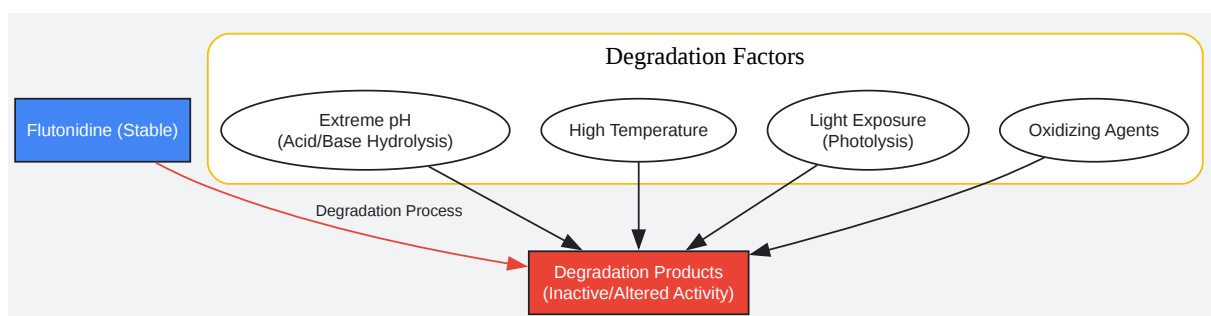 Degradation Factors
Flutonidine (Stable)
Extreme pH
(Acid/Base Hydrolysis)
High Temperature
Light Exposure
(Photolysis)
Oxidizing Agents
Degradation Process
Degradation Products
(Inactive/Altered Activity)